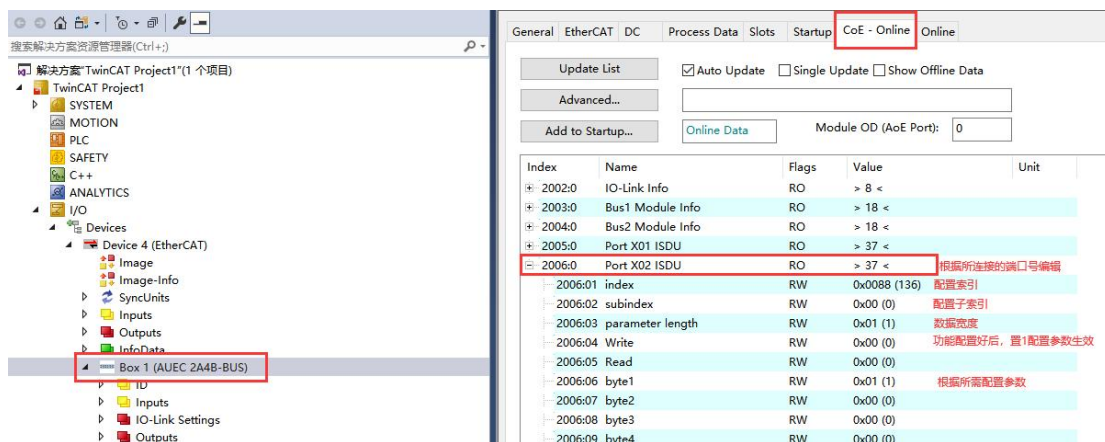 搜索解决方案资源管理器(Ctrl+;)
解决方案"TwinCAT Project1"(1 个项目)
TwinCAT Project1
SYSTEM
MOTION
PLC
SAFETY
C++
ANALYTICS
I/O
Devices
Device 4 (EtherCAT)
Image
Image-Info
SyncUnits
Inputs
Outputs
InfoData
Box 1 (AUEC 2A4B-BUS)
ID
Inputs
IO-Link Settings
Outputs
General EtherCAT DC Process Data Slots Startup CoE - Online Online
Update List Auto Update Single Update Show Offline Data
Advanced...
Add to Startup... Online Data Module OD (AoE Port): 0
Index Name Flags Value Unit
2002:0 IO-Link Info RO > 8 <
2003:0 Bus1 Module Info RO > 18 <
2004:0 Bus2 Module Info RO > 18 <
2005:0 Port X01 ISDU RO > 37 <
2006:0 Port X02 ISDU RO > 37 < 根据所连接的端口号编辑
2006:01 index RW 0x0088 (136) 配置索引
2006:02 subindex RW 0x00 (0) 配置子索引
2006:03 parameter length RW 0x01 (1) 数据宽度
2006:04 Write RW 0x00 (0) 功能配置好后，置1配置参数生效
2006:05 Read RW 0x00 (0)
2006:06 byte1 RW 0x01 (1) 根据所需配置参数
2006:07 byte2 RW 0x00 (0)
2006:08 byte3 RW 0x00 (0)
2006:09 byte4 RW 0x00 (0)